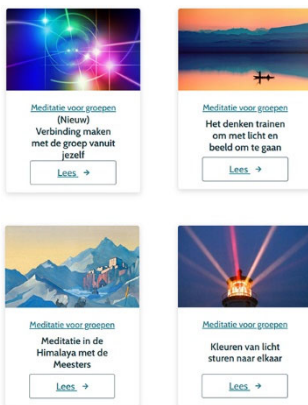 Meditatie voor groepen
(Nieuw)
Verbinding maken
met de groep vanuit
jezelf
Lees →
Meditatie voor groepen
Het denken trainen
om met licht en
beeld om te gaan
Lees →
Meditatie voor groepen
Meditatie in de
Himalaya met de
Meesters
Lees →
Meditatie voor groepen
Kleuren van licht
sturen naar elkaar
Lees →